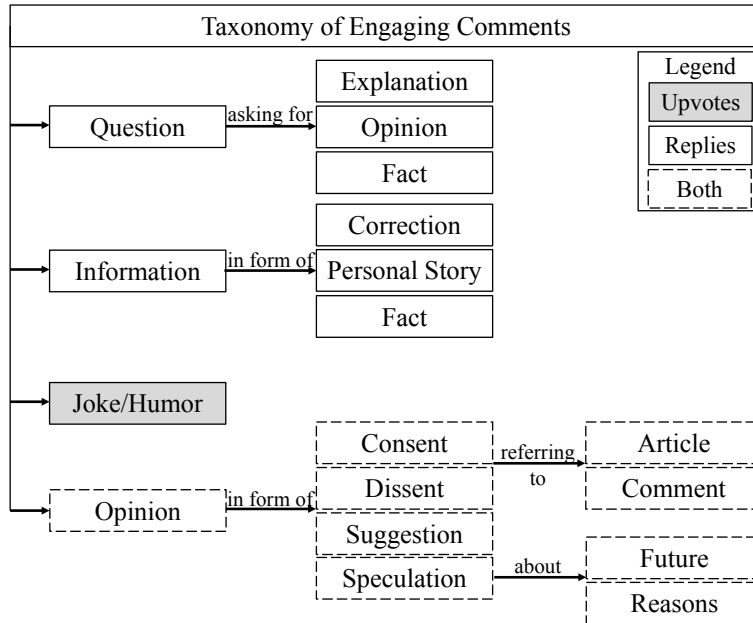 Taxonomy of Engaging Comments
Legend
Upvotes
Replies
Both
Question
asking for
Explanation
Opinion
Fact
Information
in form of
Correction
Personal Story
Fact
Joke/Humor
Opinion
in form of
Consent
Dissent
Suggestion
Speculation
referring
to
Article
Comment
about
Future
Reasons